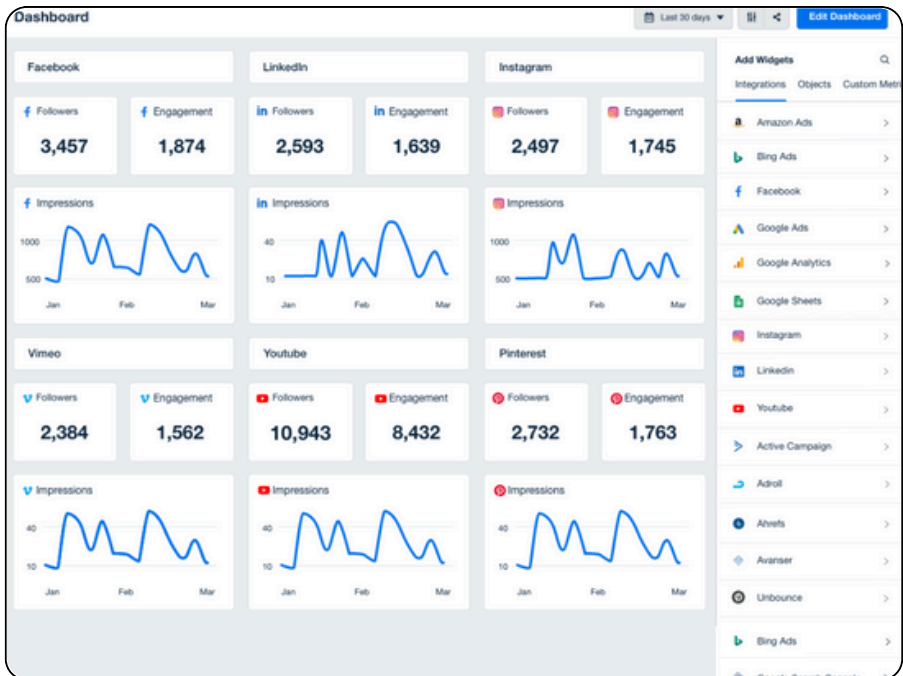 Dashboard
Last 30 days
Edit Dashboard
Facebook
LinkedIn
Instagram
Followers
3,457
Engagement
1,874
Followers
2,593
Engagement
1,639
Followers
2,497
Engagement
1,745
Impressions
1000
500
Jan Feb Mar
Impressions
40
10
Jan Feb Mar
Impressions
1000
500
Jan Feb Mar
Vimeo
Youtube
Pinterest
Followers
2,384
Engagement
1,562
Followers
10,943
Engagement
8,432
Followers
2,732
Engagement
1,763
Impressions
40
10
Jan Feb Mar
Impressions
40
10
Jan Feb Mar
Impressions
40
10
Jan Feb Mar
Add Widgets
Integrations Objects Custom Metri
Amazon Ads
Bing Ads
Facebook
Google Ads
Google Analytics
Google Sheets
Instagram
Linkedin
Youtube
Active Campaign
Adroll
Ahrefs
Avanser
Unbounce
Bing Ads